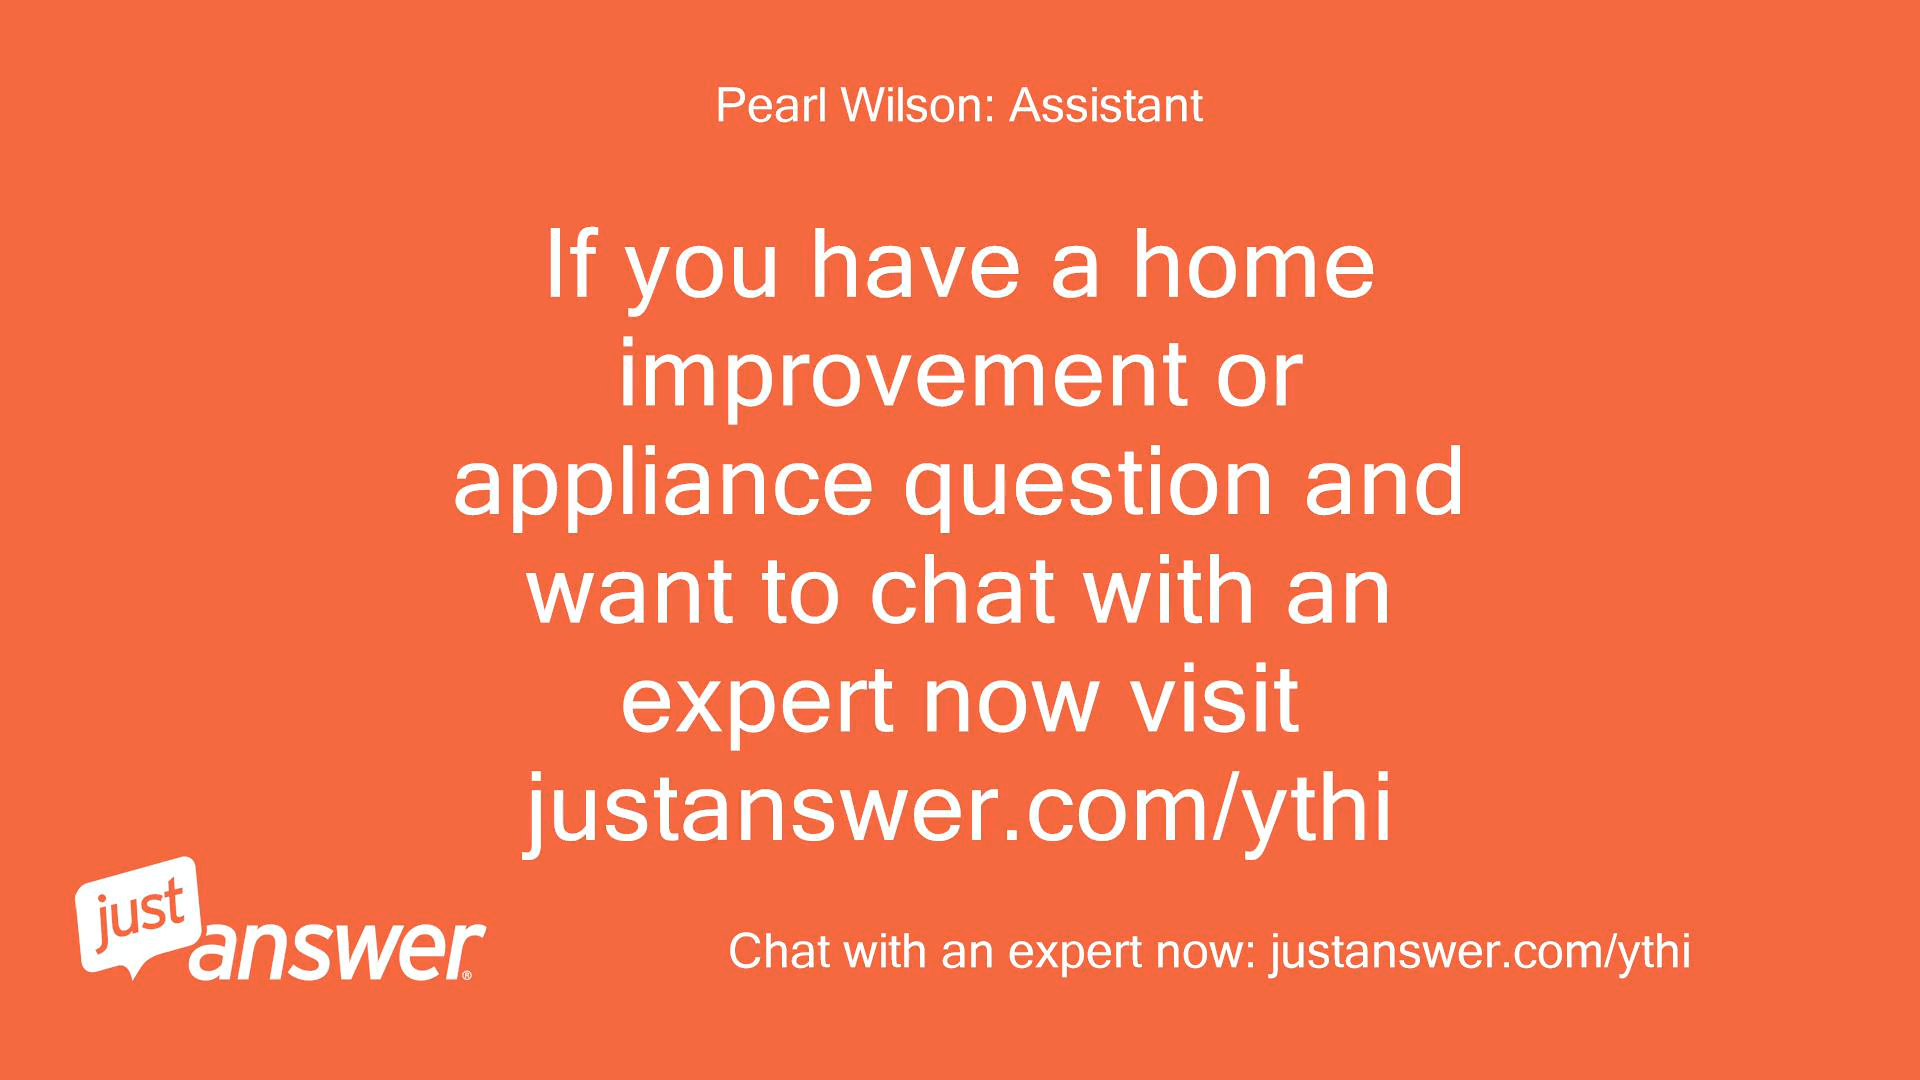 Pearl Wilson: Assistant
If you have a home
improvement or
appliance question and
want to chat with an
expert now visit
justanswer.com/ythi
just
answer®
Chat with an expert now: justanswer.com/ythi